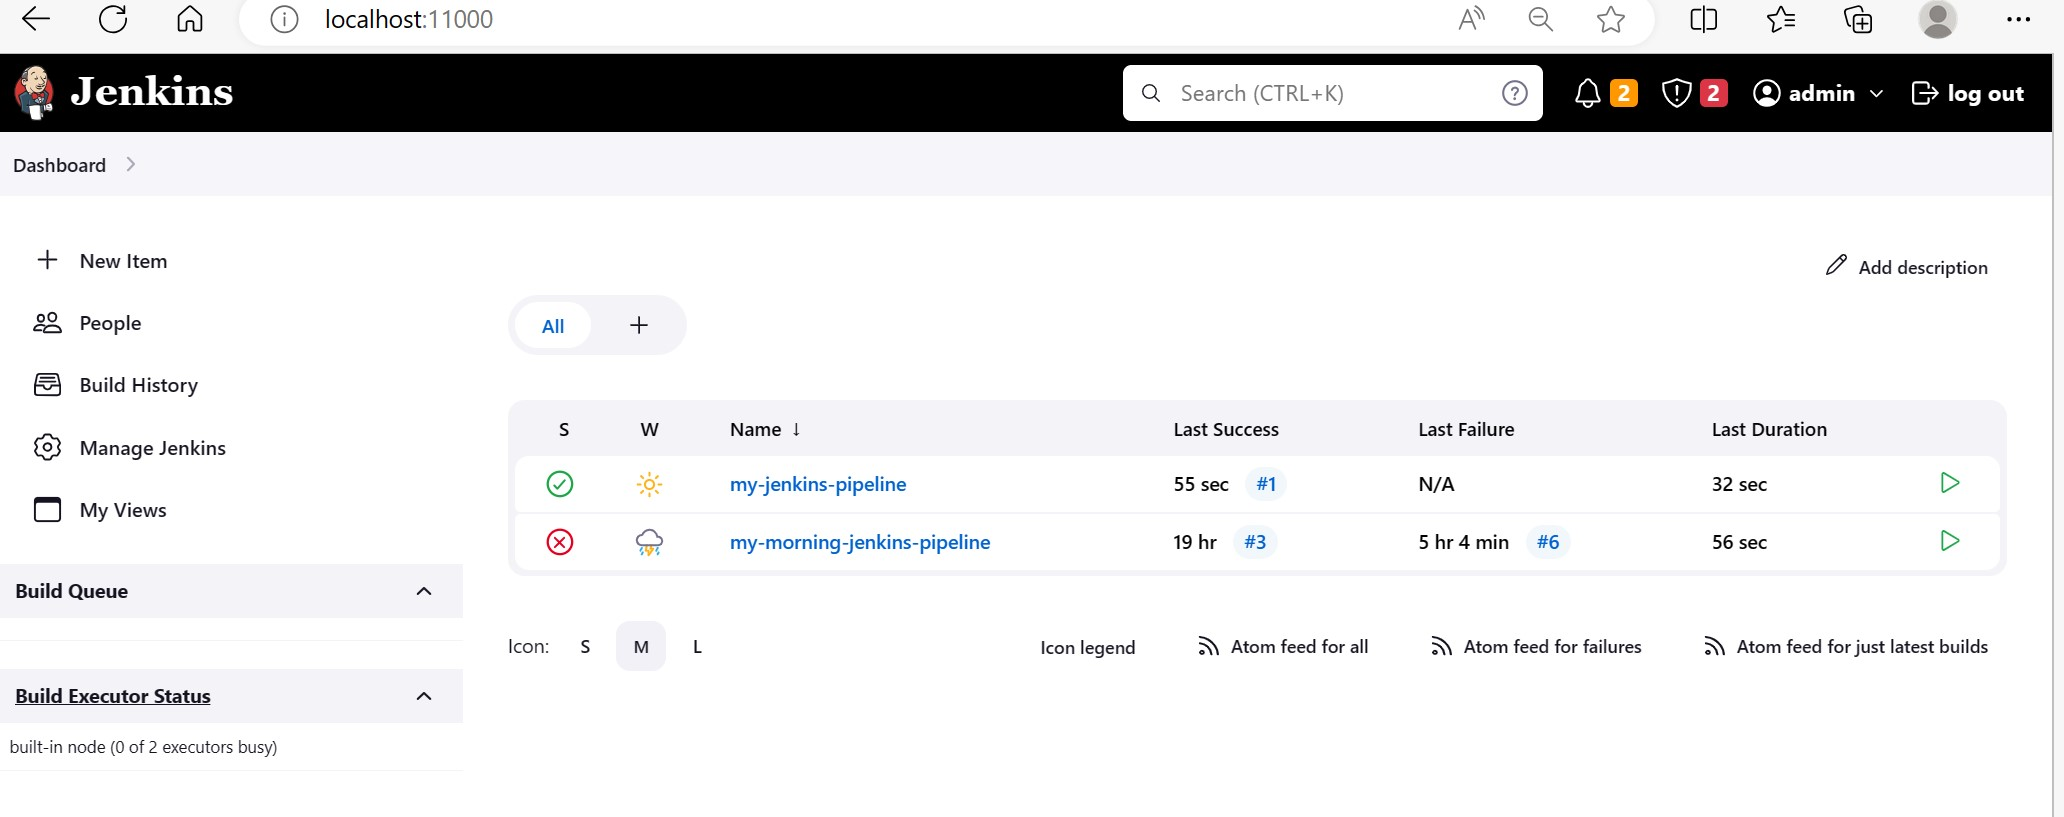 localhost:11000
Jenkins
Search (CTRL+K)
2
2
admin
log out
Dashboard
New Item
People
Build History
Manage Jenkins
My Views
Build Queue
Build Executor Status
built-in node (0 of 2 executors busy)
Add description
All
S W Name ↓ Last Success Last Failure Last Duration
my-jenkins-pipeline 55 sec #1 N/A 32 sec
my-morning-jenkins-pipeline 19 hr #3 5 hr 4 min #6 56 sec
Icon: S M L
Icon legend Atom feed for all Atom feed for failures Atom feed for just latest builds